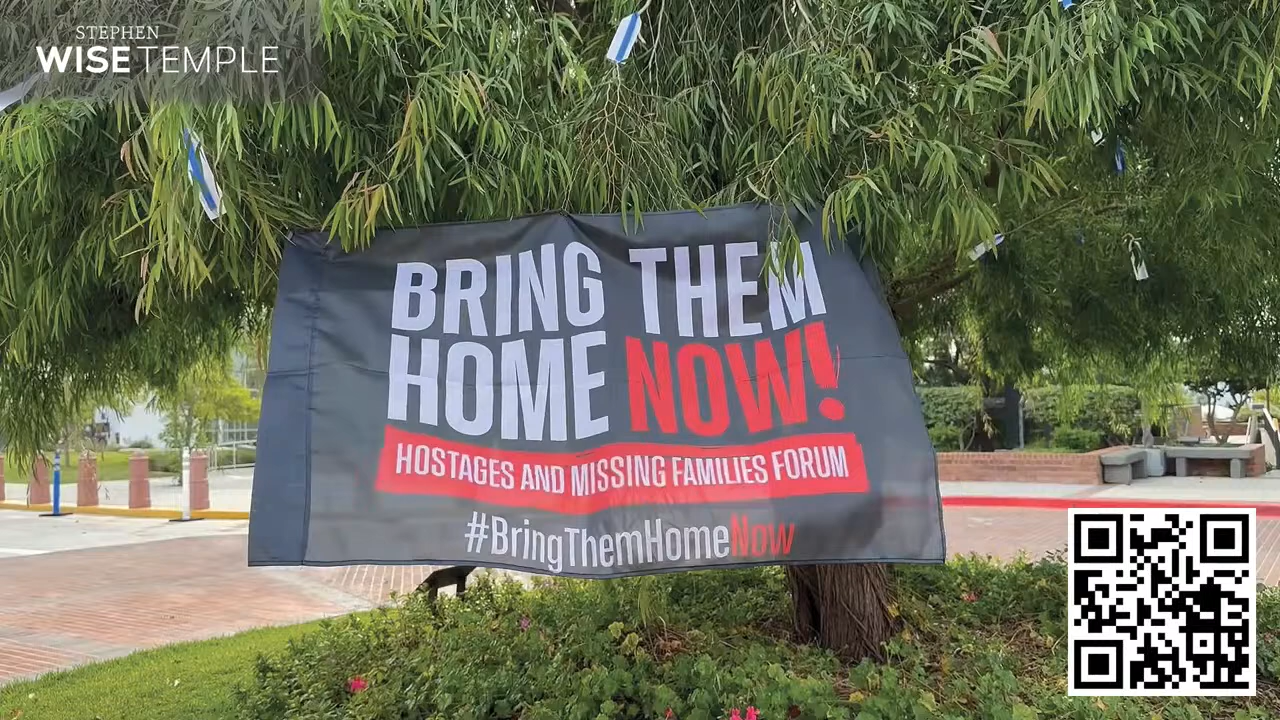 STEPHEN
WISE TEMPLE
BRING THEM
HOME NOW!
HOSTAGES AND MISSING FAMILIES FORUM
#BringThemHomeNow